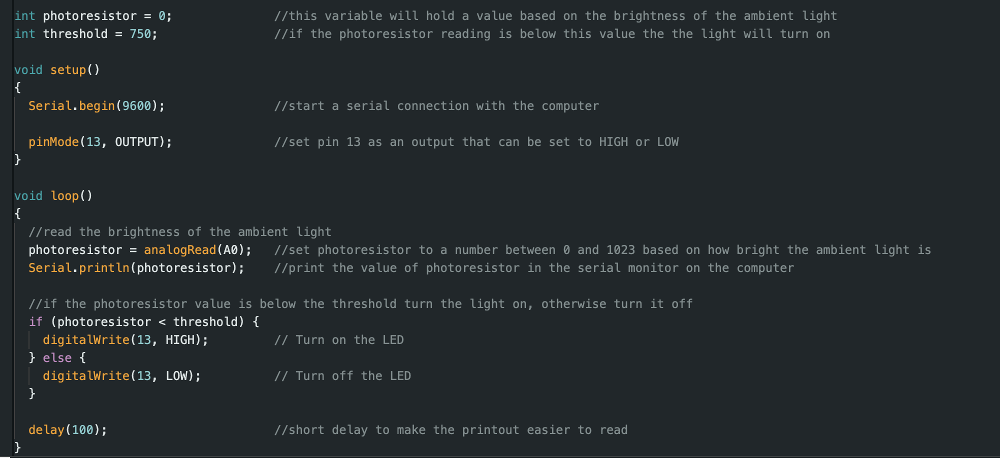 int photoresistor = 0;              //this variable will hold a value based on the brightness of the ambient light
int threshold = 750;                //if the photoresistor reading is below this value the the light will turn on
void setup()
{
  Serial.begin(9600);               //start a serial connection with the computer
  pinMode(13, OUTPUT);              //set pin 13 as an output that can be set to HIGH or LOW
}
void loop()
{
  //read the brightness of the ambient light
  photoresistor = analogRead(A0);   //set photoresistor to a number between 0 and 1023 based on how bright the ambient light is
  Serial.println(photoresistor);    //print the value of photoresistor in the serial monitor on the computer
  //if the photoresistor value is below the threshold turn the light on, otherwise turn it off
  if (photoresistor < threshold) {
    digitalWrite(13, HIGH);         // Turn on the LED
  } else {
    digitalWrite(13, LOW);          // Turn off the LED
  }
  delay(100);                       //short delay to make the printout easier to read
}